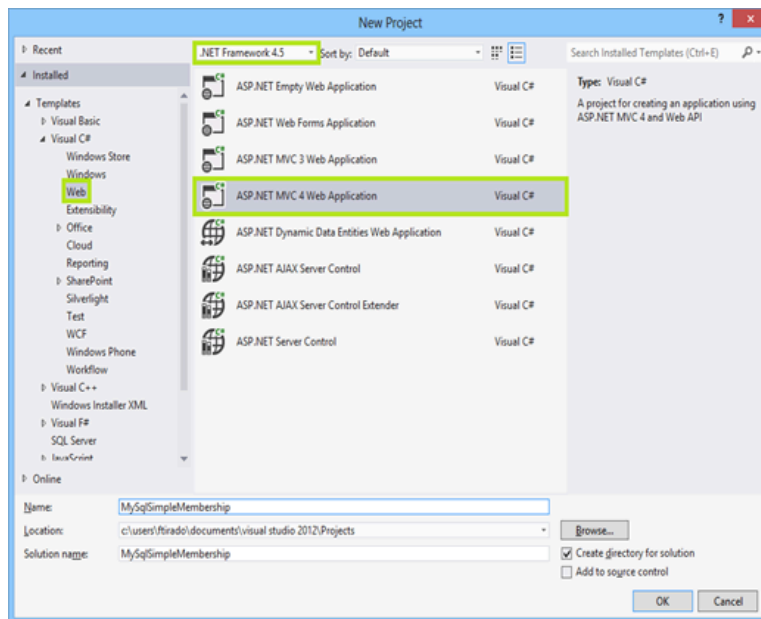 New Project
? x
Recent
.NET Framework 4.5
Sort by: Default
Search Installed Templates (Ctrl+E)
Installed
Templates
Visual Basic
Visual C#
Windows Store
Windows
Web
Extensibility
Office
Cloud
Reporting
SharePoint
Silverlight
Test
WCF
Windows Phone
Workflow
Visual C++
Windows Installer XML
Visual F#
SQL Server
JavaScript
Online
ASP.NET Empty Web Application Visual C#
ASP.NET Web Forms Application Visual C#
ASP.NET MVC 3 Web Application Visual C#
ASP.NET MVC 4 Web Application Visual C#
ASP.NET Dynamic Data Entities Web Application Visual C#
ASP.NET AJAX Server Control Visual C#
ASP.NET AJAX Server Control Extender Visual C#
ASP.NET Server Control Visual C#
Type: Visual C#
A project for creating an application using
ASP.NET MVC 4 and Web API
Name: MySqlSimpleMembership
Location: c:\users\ftirado\documents\visual studio 2012\Projects
Browse...
Solution name: MySqlSimpleMembership
Create directory for solution
Add to source control
OK
Cancel